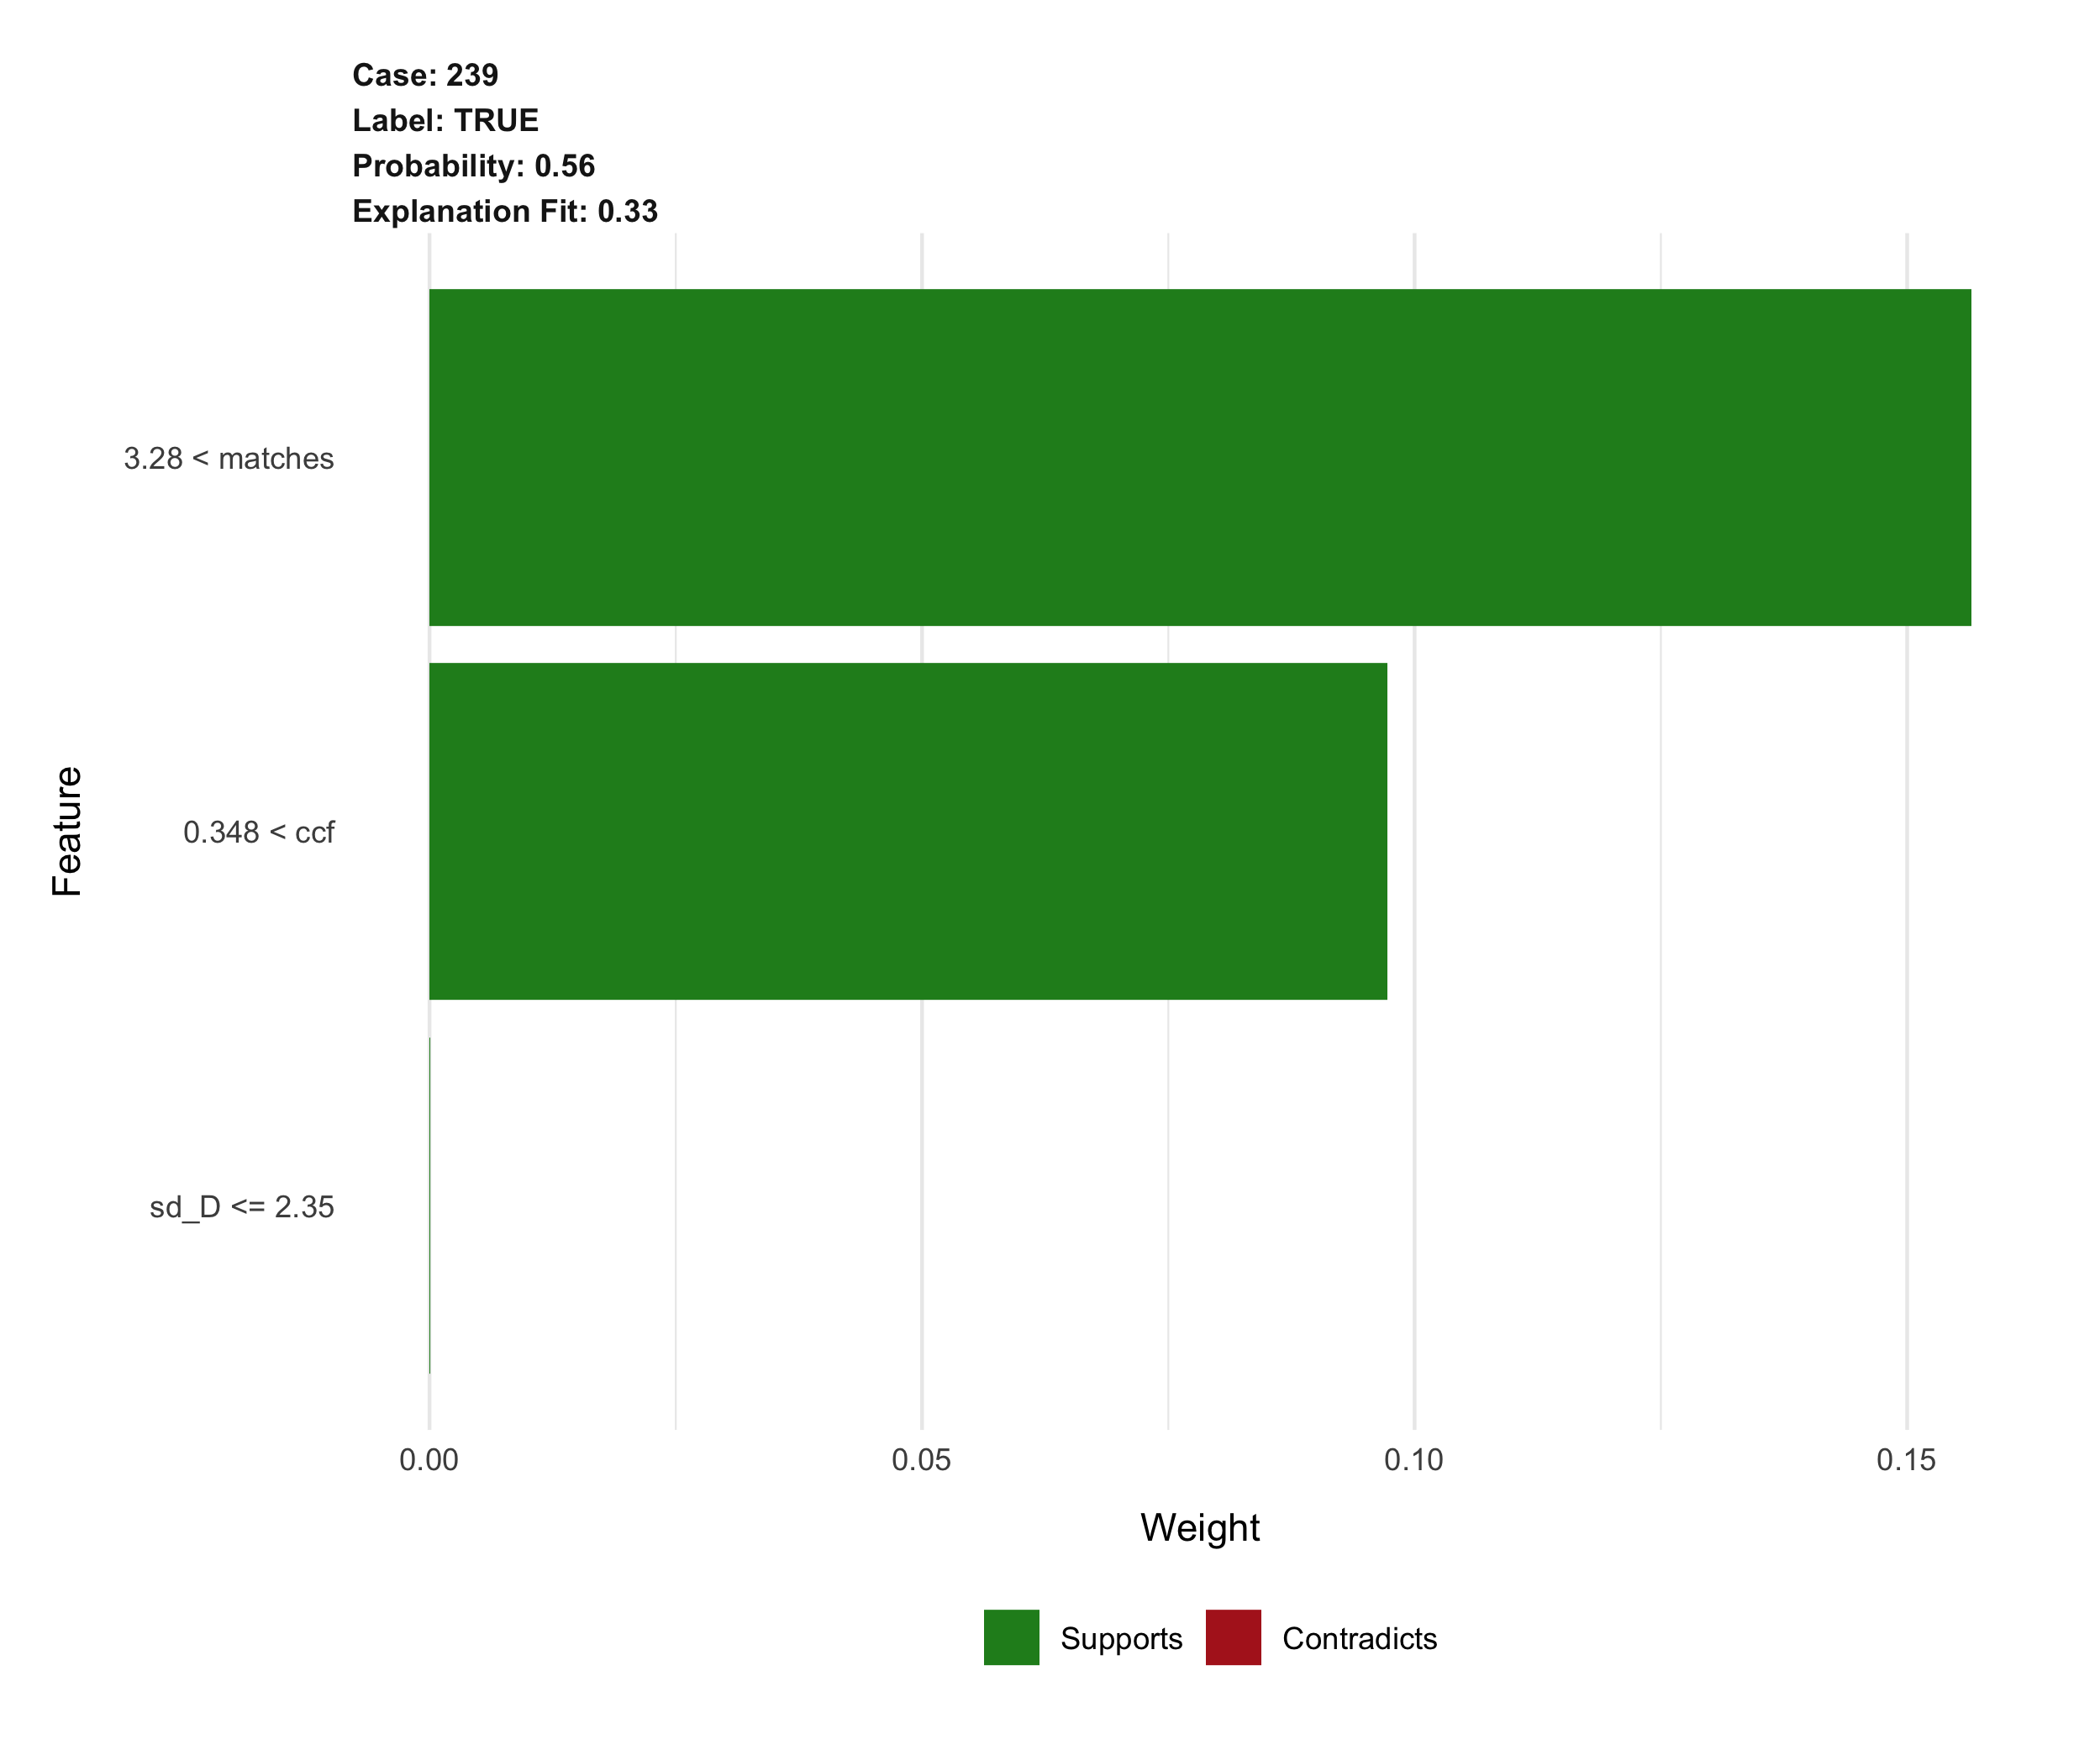 Case: 239
Label: TRUE
Probability: 0.56
Explanation Fit: 0.33
3.28 < matches
0.348 < ccf
sd_D <= 2.35
Feature
0.00 0.05 0.10 0.15
Weight
Supports Contradicts